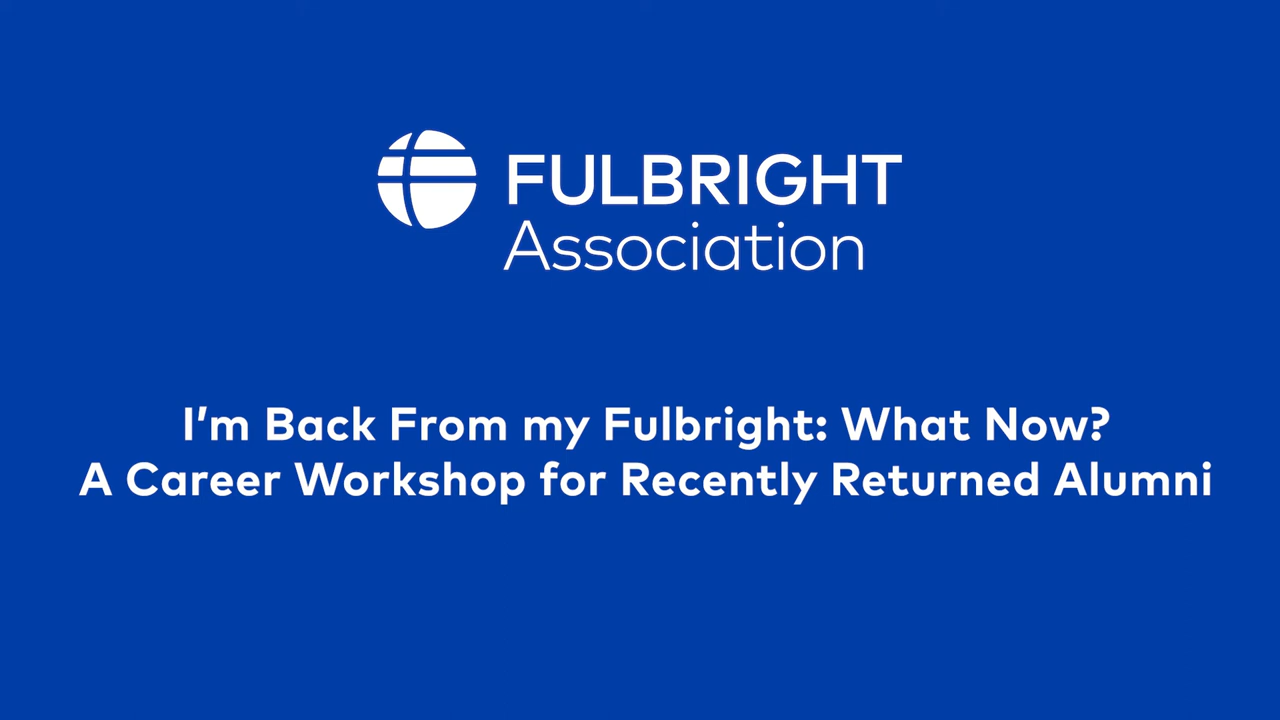 FULBRIGHT
Association
I’m Back From my Fulbright: What Now?
A Career Workshop for Recently Returned Alumni